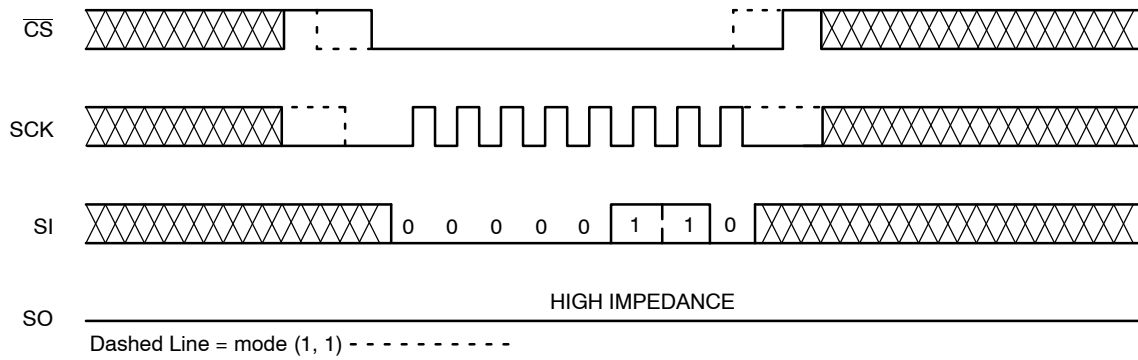 CS
SCK
SI 0 0 0 0 0 1 1 0
HIGH IMPEDANCE
SO
Dashed Line = mode (1, 1)